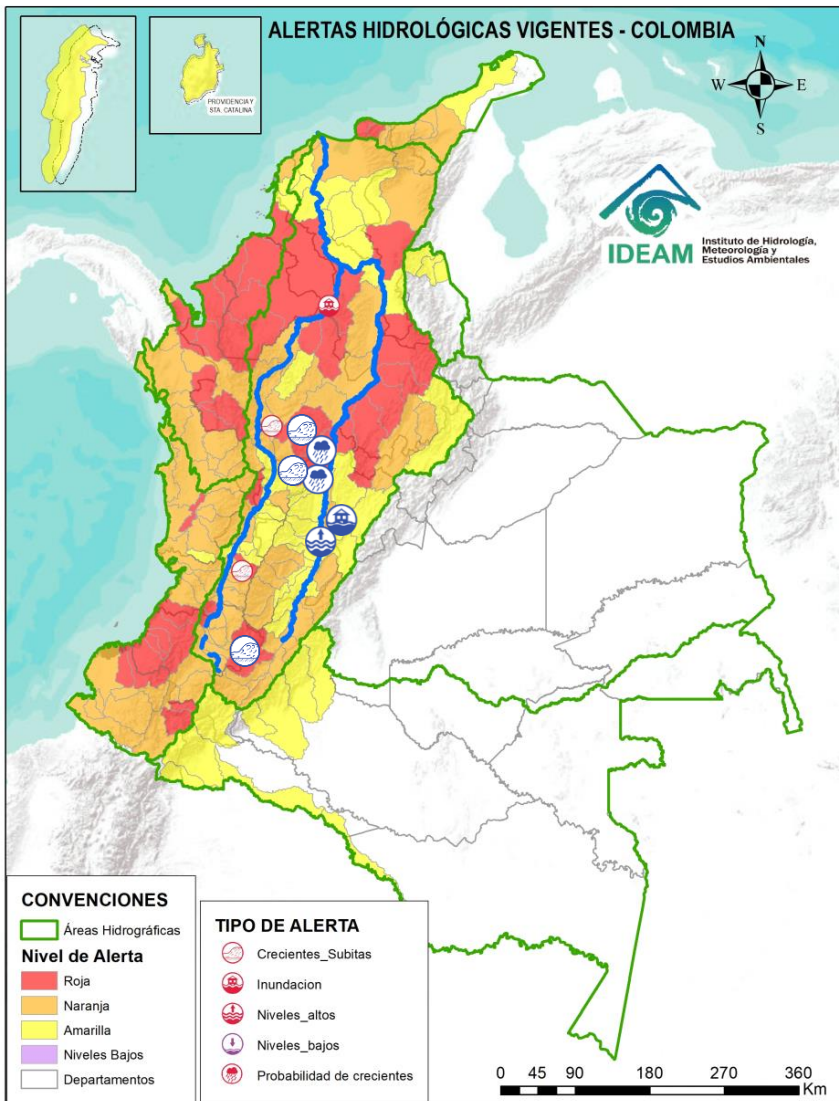 ALERTAS HIDROLÓGICAS VIGENTES - COLOMBIA
PROVIDENCIA Y
STA. CATALINA
N
W
E
S
IDEAM
Instituto de Hidrología,
Meteorología y
Estudios Ambientales
CONVENCIONES
Áreas Hidrográficas
Nivel de Alerta
Roja
Naranja
Amarilla
Niveles Bajos
Departamentos
TIPO DE ALERTA
Crecientes_Subitas
Inundacion
Niveles_altos
Niveles_bajos
Probabilidad de crecientes
0 45 90 180 270 360
Km